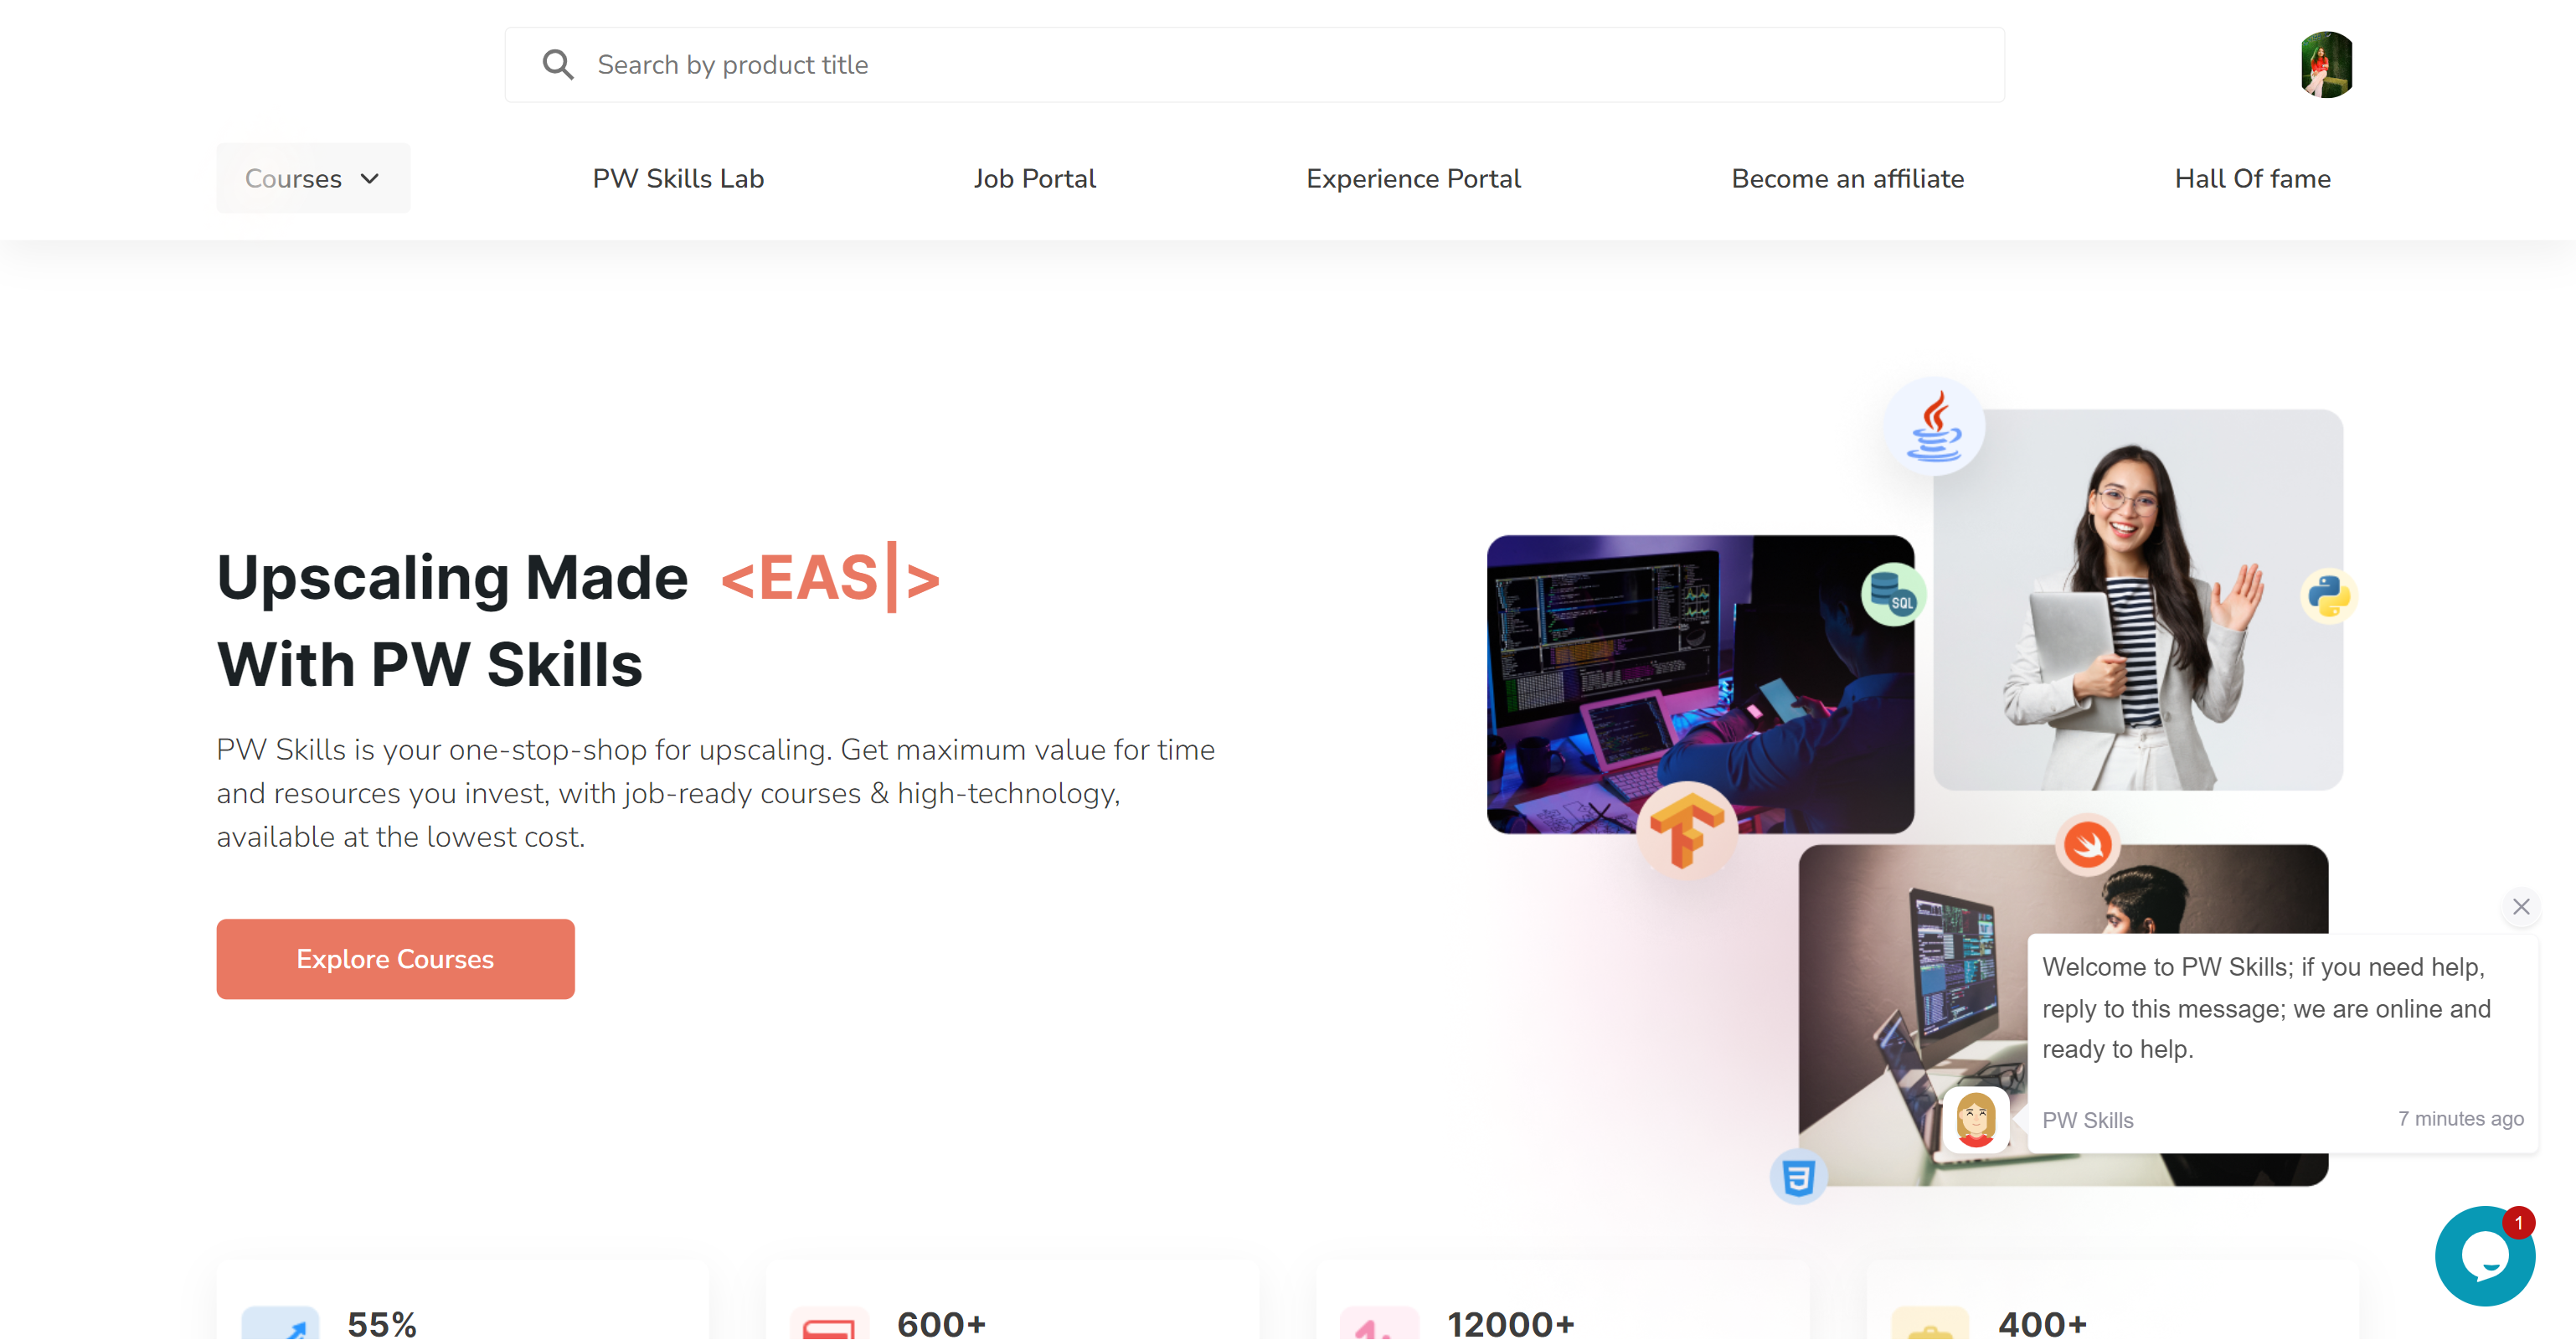 Search by product title
Courses
PW Skills Lab
Job Portal
Experience Portal
Become an affiliate
Hall Of fame
Upscaling Made <EAS|>
With PW Skills
PW Skills is your one-stop-shop for upscaling. Get maximum value for time
and resources you invest, with job-ready courses & high-technology,
available at the lowest cost.
Explore Courses
SQL
Welcome to PW Skills; if you need help,
reply to this message; we are online and
ready to help.
PW Skills
7 minutes ago
1
55%
600+
12000+
400+